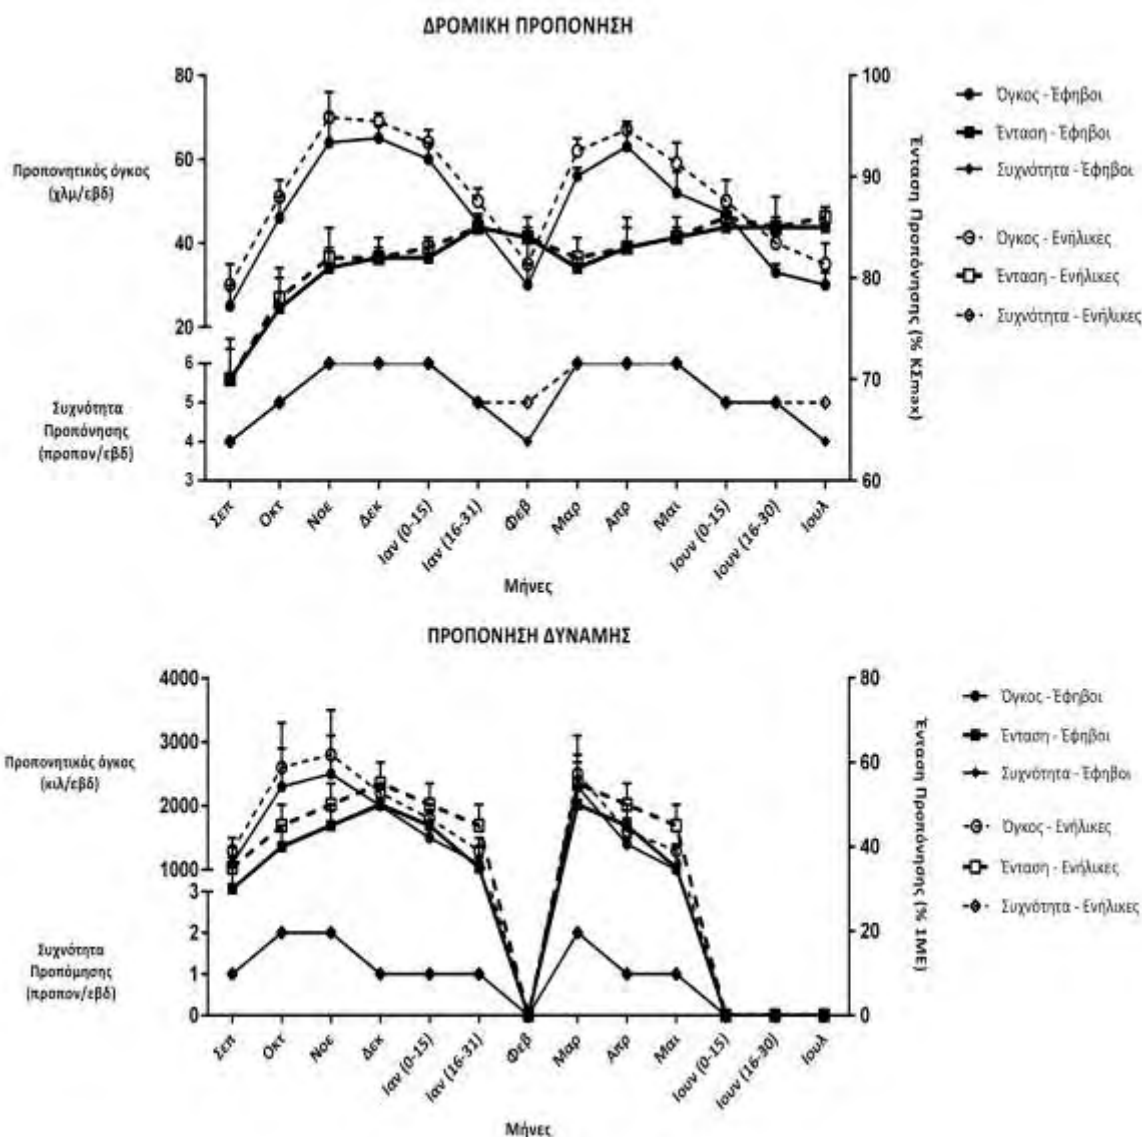 ΔΡΟΜΙΚΗ ΠΡΟΠΟΝΗΣΗ
Προπονητικός όγκος
(χλμ/εβδ)
80
60
40
20
Συχνότητα
Προπόνησης
(προπον/εβδ)
6
5
4
3
100
90
80
70
60
Ένταση Προπόνησης (% ΚΣmax)
Όγκος - Έφηβοι
Ένταση - Έφηβοι
Συχνότητα - Έφηβοι
Όγκος - Ενήλικες
Ένταση - Ενήλικες
Συχνότητα - Ενήλικες
Σεπ
Οκτ
Νοε
Δεκ
Ιαν (0-15)
Ιαν (16-31)
Φεβ
Μαρ
Απρ
Μαι
Ιουν (0-15)
Ιουν (16-30)
Ιουλ
Μήνες
ΠΡΟΠΟΝΗΣΗ ΔΥΝΑΜΗΣ
Προπονητικός όγκος
(κιλ/εβδ)
4000
3000
2000
1000
Συχνότητα
Προπόμησης
(προπον/εβδ)
3
2
1
0
80
60
40
20
0
Ένταση Προπόνησης (% 1ΜΕ)
Όγκος - Έφηβοι
Ένταση - Έφηβοι
Συχνότητα - Έφηβοι
Όγκος - Ενήλικες
Ένταση - Ενήλικες
Συχνότητα - Ενήλικες
Σεπ
Οκτ
Νοε
Δεκ
Ιαν (0-15)
Ιαν (16-31)
Φεβ
Μαρ
Απρ
Μαι
Ιουν (0-15)
Ιουν (16-30)
Ιουλ
Μήνες